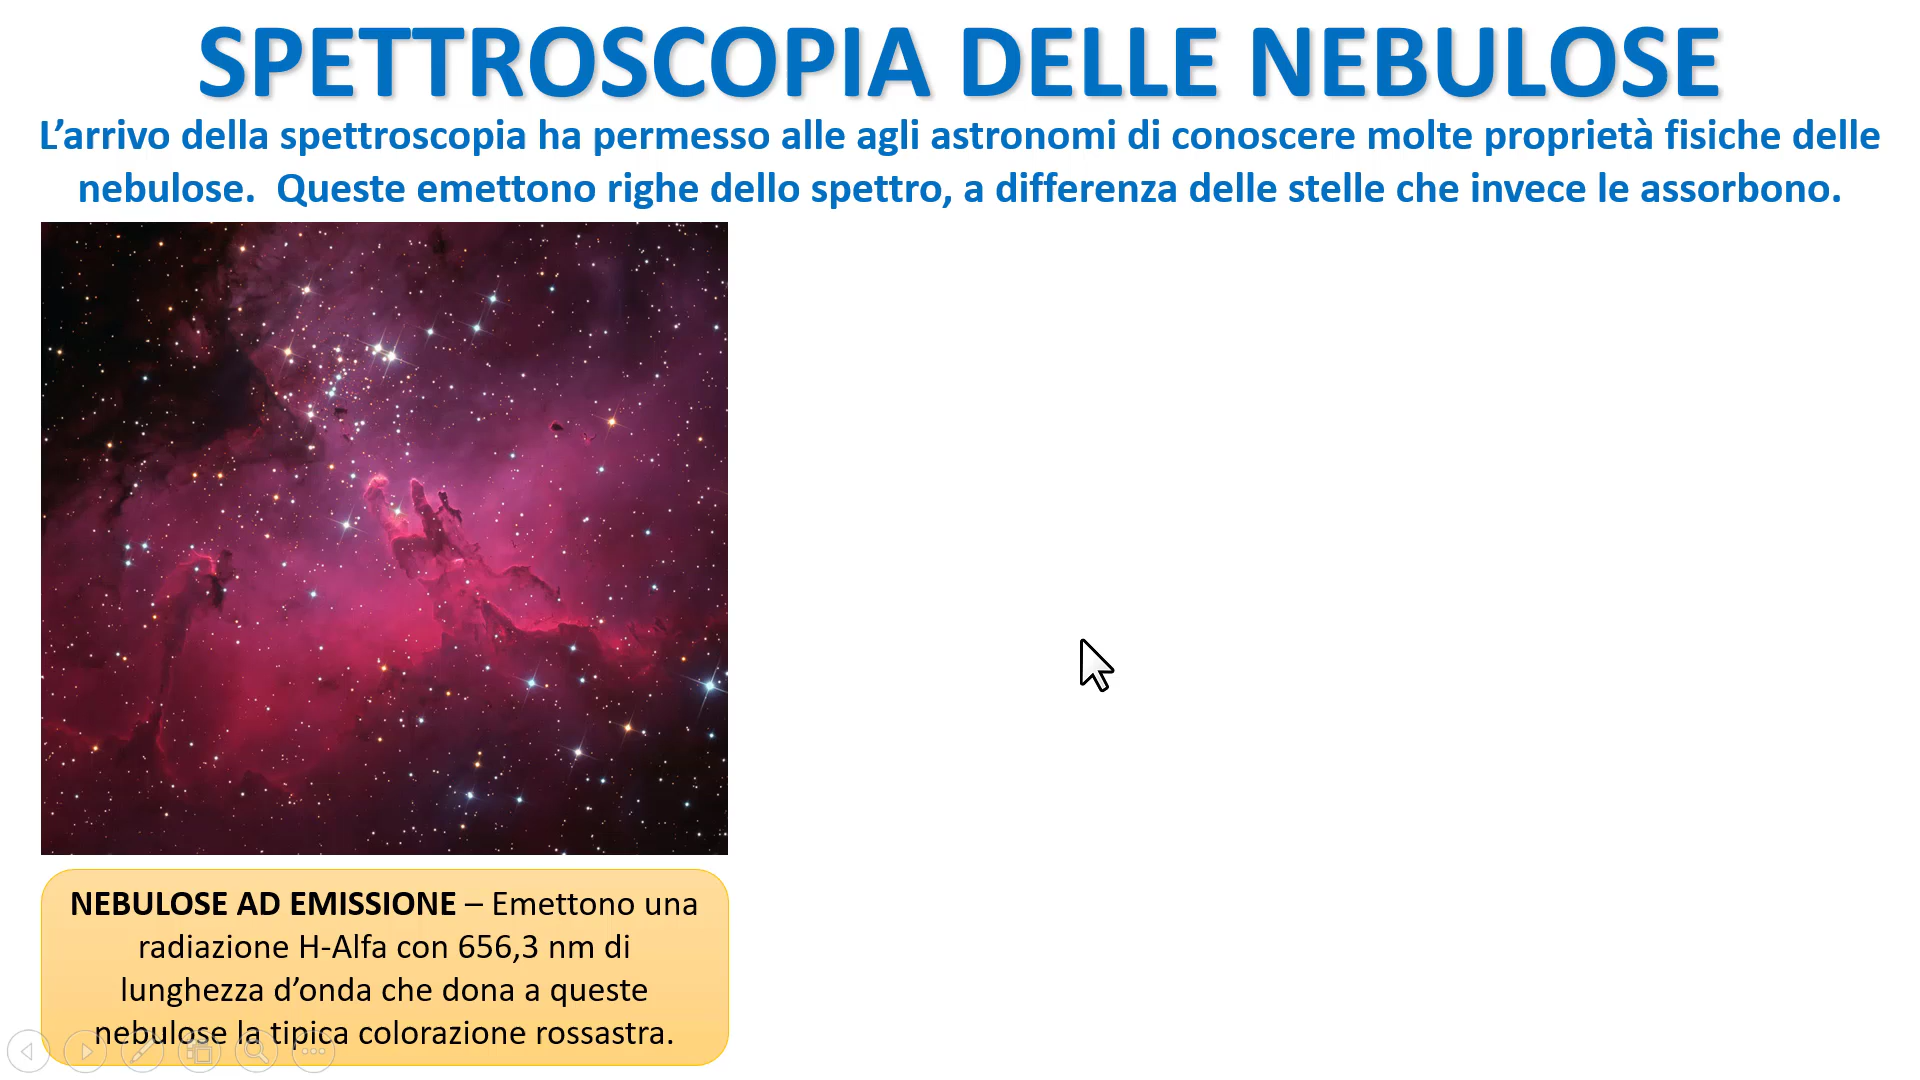 SPETTROSCOPIA DELLE NEBULOSE
L’arrivo della spettroscopia ha permesso alle agli astronomi di conoscere molte proprietà fisiche delle
nebulose.  Queste emettono righe dello spettro, a differenza delle stelle che invece le assorbono.
NEBULOSE AD EMISSIONE – Emettono una
radiazione H-Alfa con 656,3 nm di
lunghezza d’onda che dona a queste
nebulose la tipica colorazione rossastra.